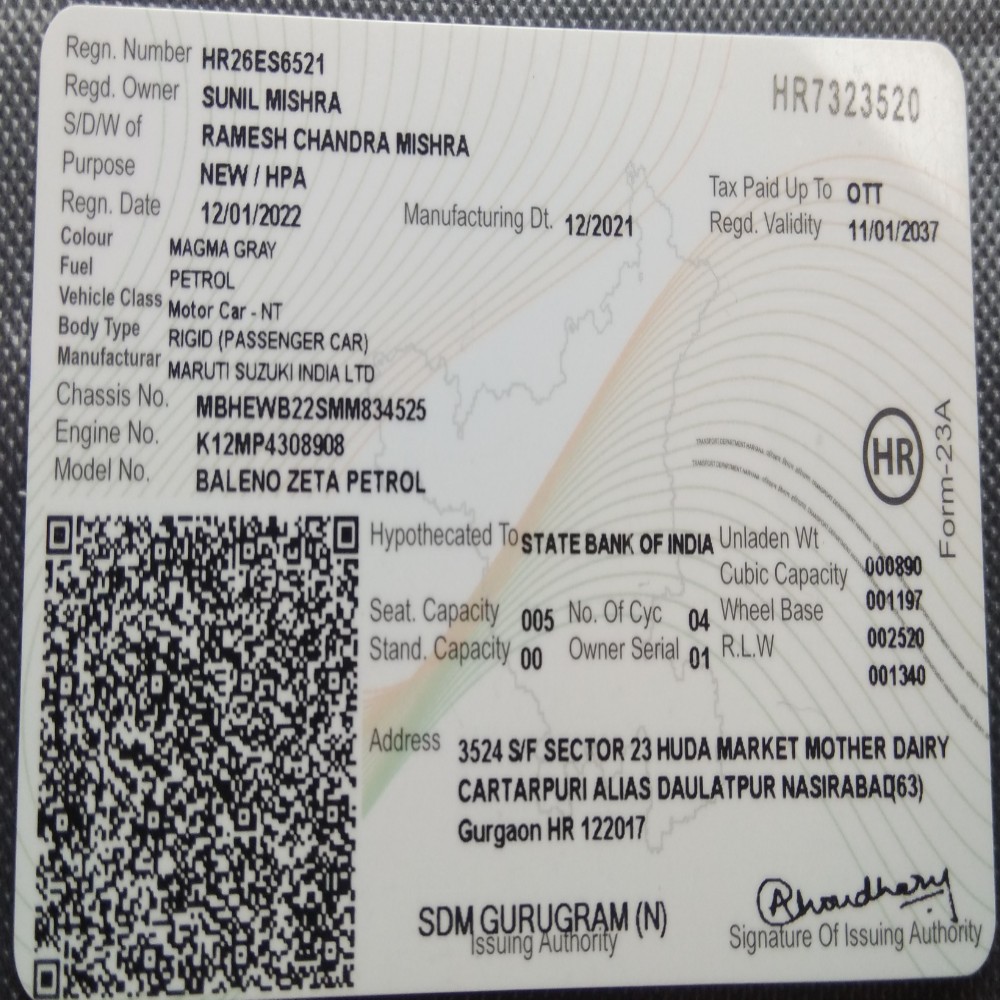 Regn. Number HR26ES6521
HR7323520
Regd. Owner SUNIL MISHRA
S/D/W of RAMESH CHANDRA MISHRA
Purpose NEW / HPA
Tax Paid Up To OTT
Regn. Date 12/01/2022 Manufacturing Dt. 12/2021 Regd. Validity 11/01/2037
Colour MAGMA GRAY
Fuel PETROL
Vehicle Class Motor Car - NT
Body Type RIGID (PASSENGER CAR)
Manufacturar MARUTI SUZUKI INDIA LTD
Chassis No. MBHEWB22SMM834525
Engine No. K12MP4308908
Model No. BALENO ZETA PETROL
HR
Form-23A
Hypothecated To STATE BANK OF INDIA Unladen Wt 000890
Cubic Capacity 001197
Seat. Capacity 005 No. Of Cyc 04 Wheel Base 002520
Stand. Capacity 00 Owner Serial 01 R.L.W 001340
Address 3524 S/F SECTOR 23 HUDA MARKET MOTHER DAIRY
CARTARPURI ALIAS DAULATPUR NASIRABAD(63)
Gurgaon HR 122017
SDM GURUGRAM (N)
Issuing Authority
Signature Of Issuing Authority